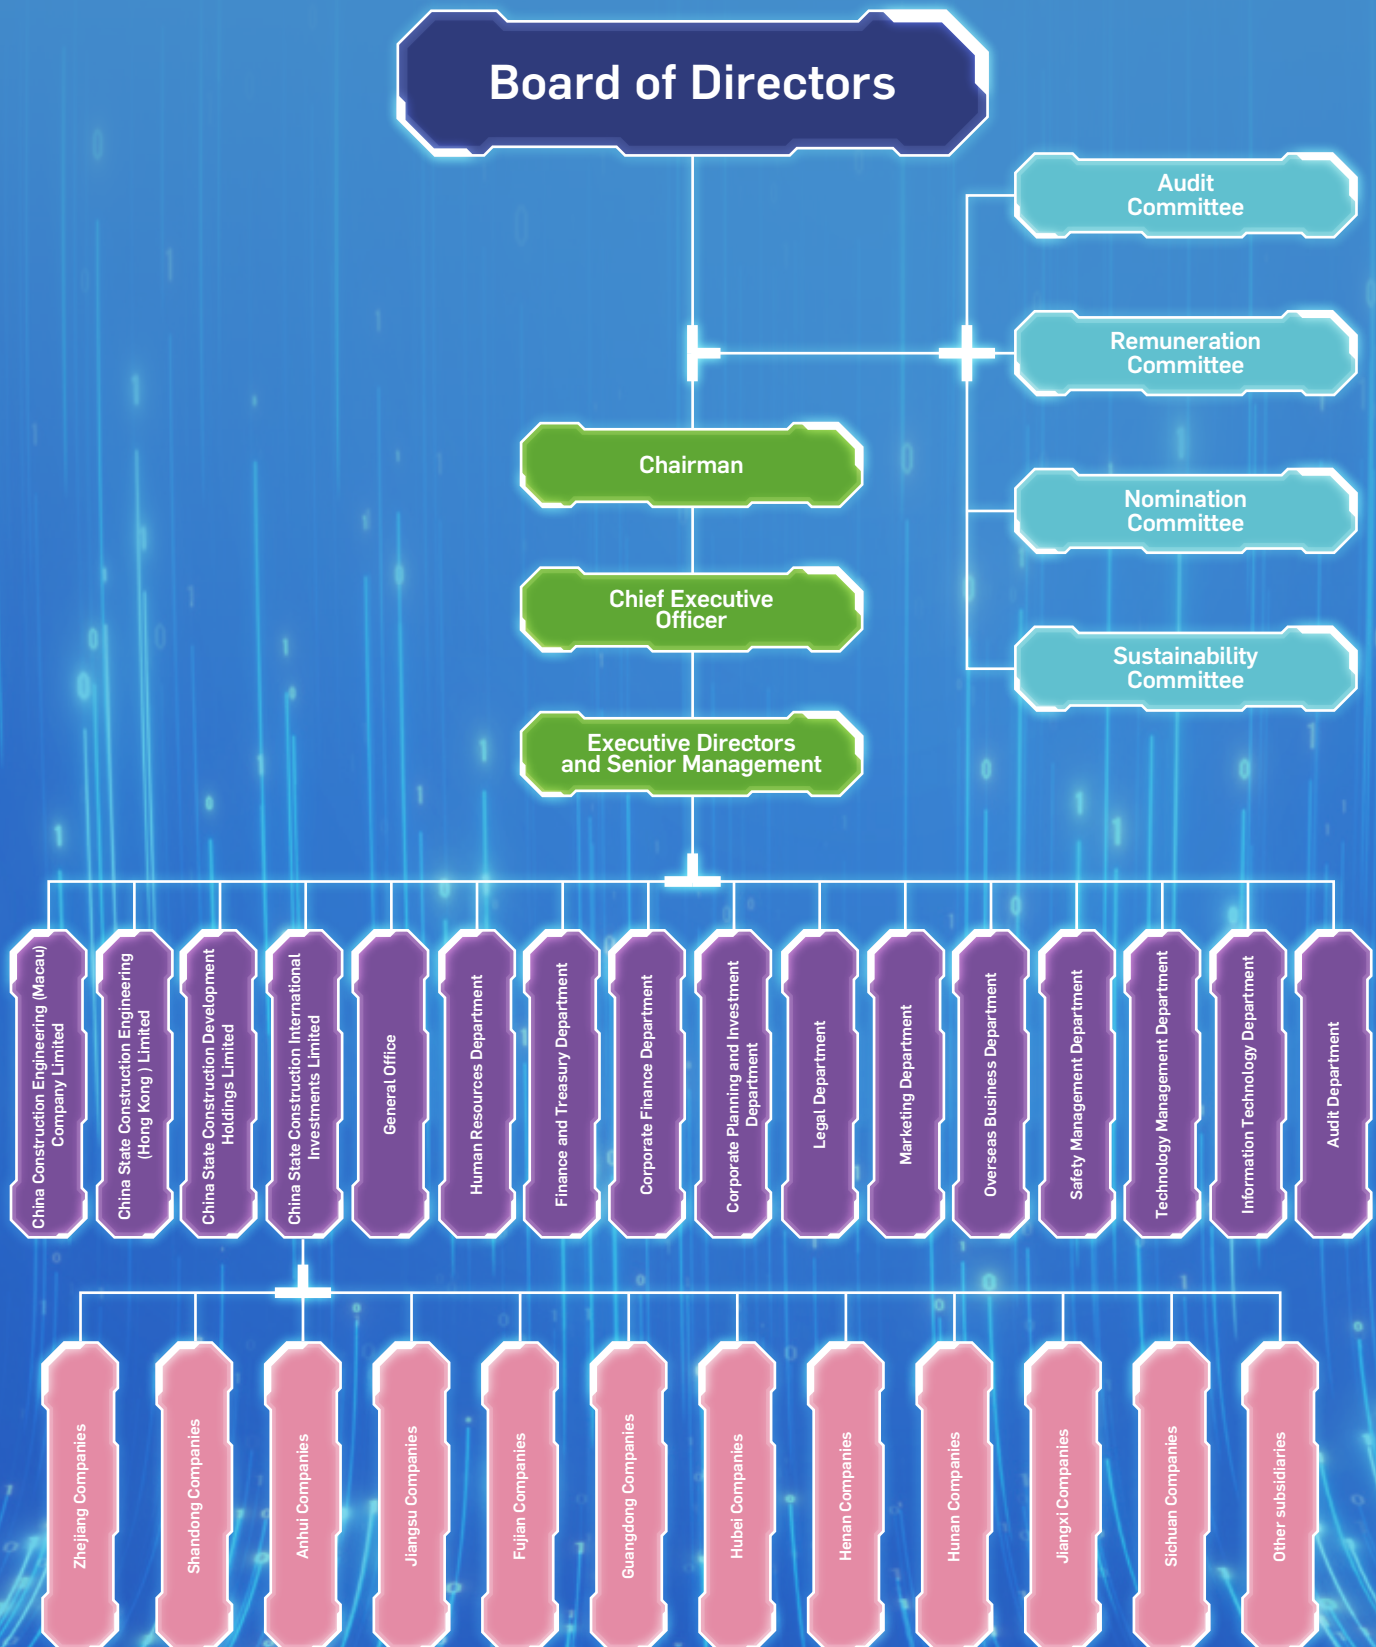 Board of Directors
Audit
Committee
Remuneration
Committee
Nomination
Committee
Sustainability
Committee
Chairman
Chief Executive
Officer
Executive Directors
and Senior Management
China Construction Engineering (Macau)
Company Limited
China State Construction Engineering
(Hong Kong ) Limited
China State Construction Development
Holdings Limited
China State Construction International
Investments Limited
General Office
Human Resources Department
Finance and Treasury Department
Corporate Finance Department
Corporate Planning and Investment
Department
Legal Department
Marketing Department
Overseas Business Department
Safety Management Department
Technology Management Department
Information Technology Department
Audit Department
Zhejiang Companies
Shandong Companies
Anhui Companies
Jiangsu Companies
Fujian Companies
Guangdong Companies
Hubei Companies
Henan Companies
Hunan Companies
Jiangxi Companies
Sichuan Companies
Other subsidiaries